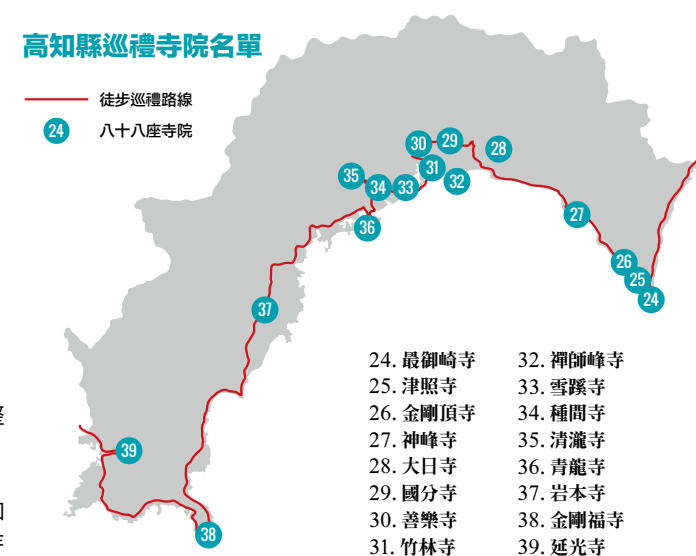 高知縣巡禮寺院名單
徒步巡禮路線
24 八十八座寺院
30
29
28
31
35
34
33
32
36
27
26
25
24
37
39
38
24. 最御崎寺
25. 津照寺
26. 金剛頂寺
27. 神峰寺
28. 大日寺
29. 國分寺
30. 善樂寺
31. 竹林寺
32. 禪師峰寺
33. 雪蹊寺
34. 種間寺
35. 清瀧寺
36. 青龍寺
37. 岩本寺
38. 金剛福寺
39. 延光寺